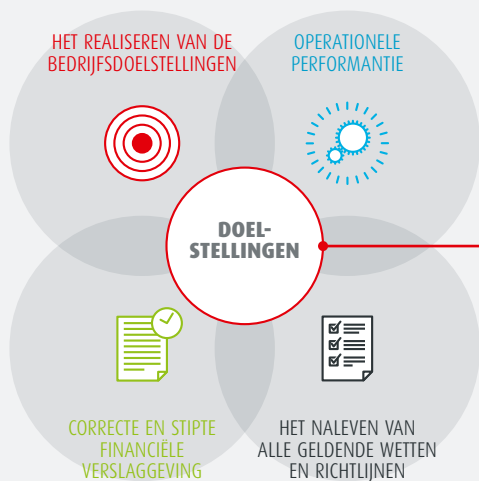 HET REALISEREN VAN DE
BEDRIJFSDOELSTELLINGEN
OPERATIONELE
PERFORMANTIE
DOEL-
STELLINGEN
CORRECTE EN STIPTE
FINANCIËLE
VERSLAGGEVING
HET NALEVEN VAN
ALLE GELDENDE WETTEN
EN RICHTLIJNEN